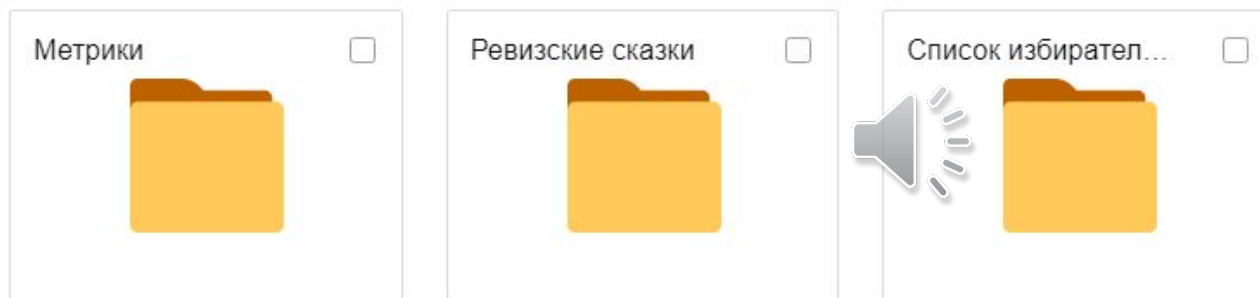 Метрики
Ревизские сказки
Список избирател...